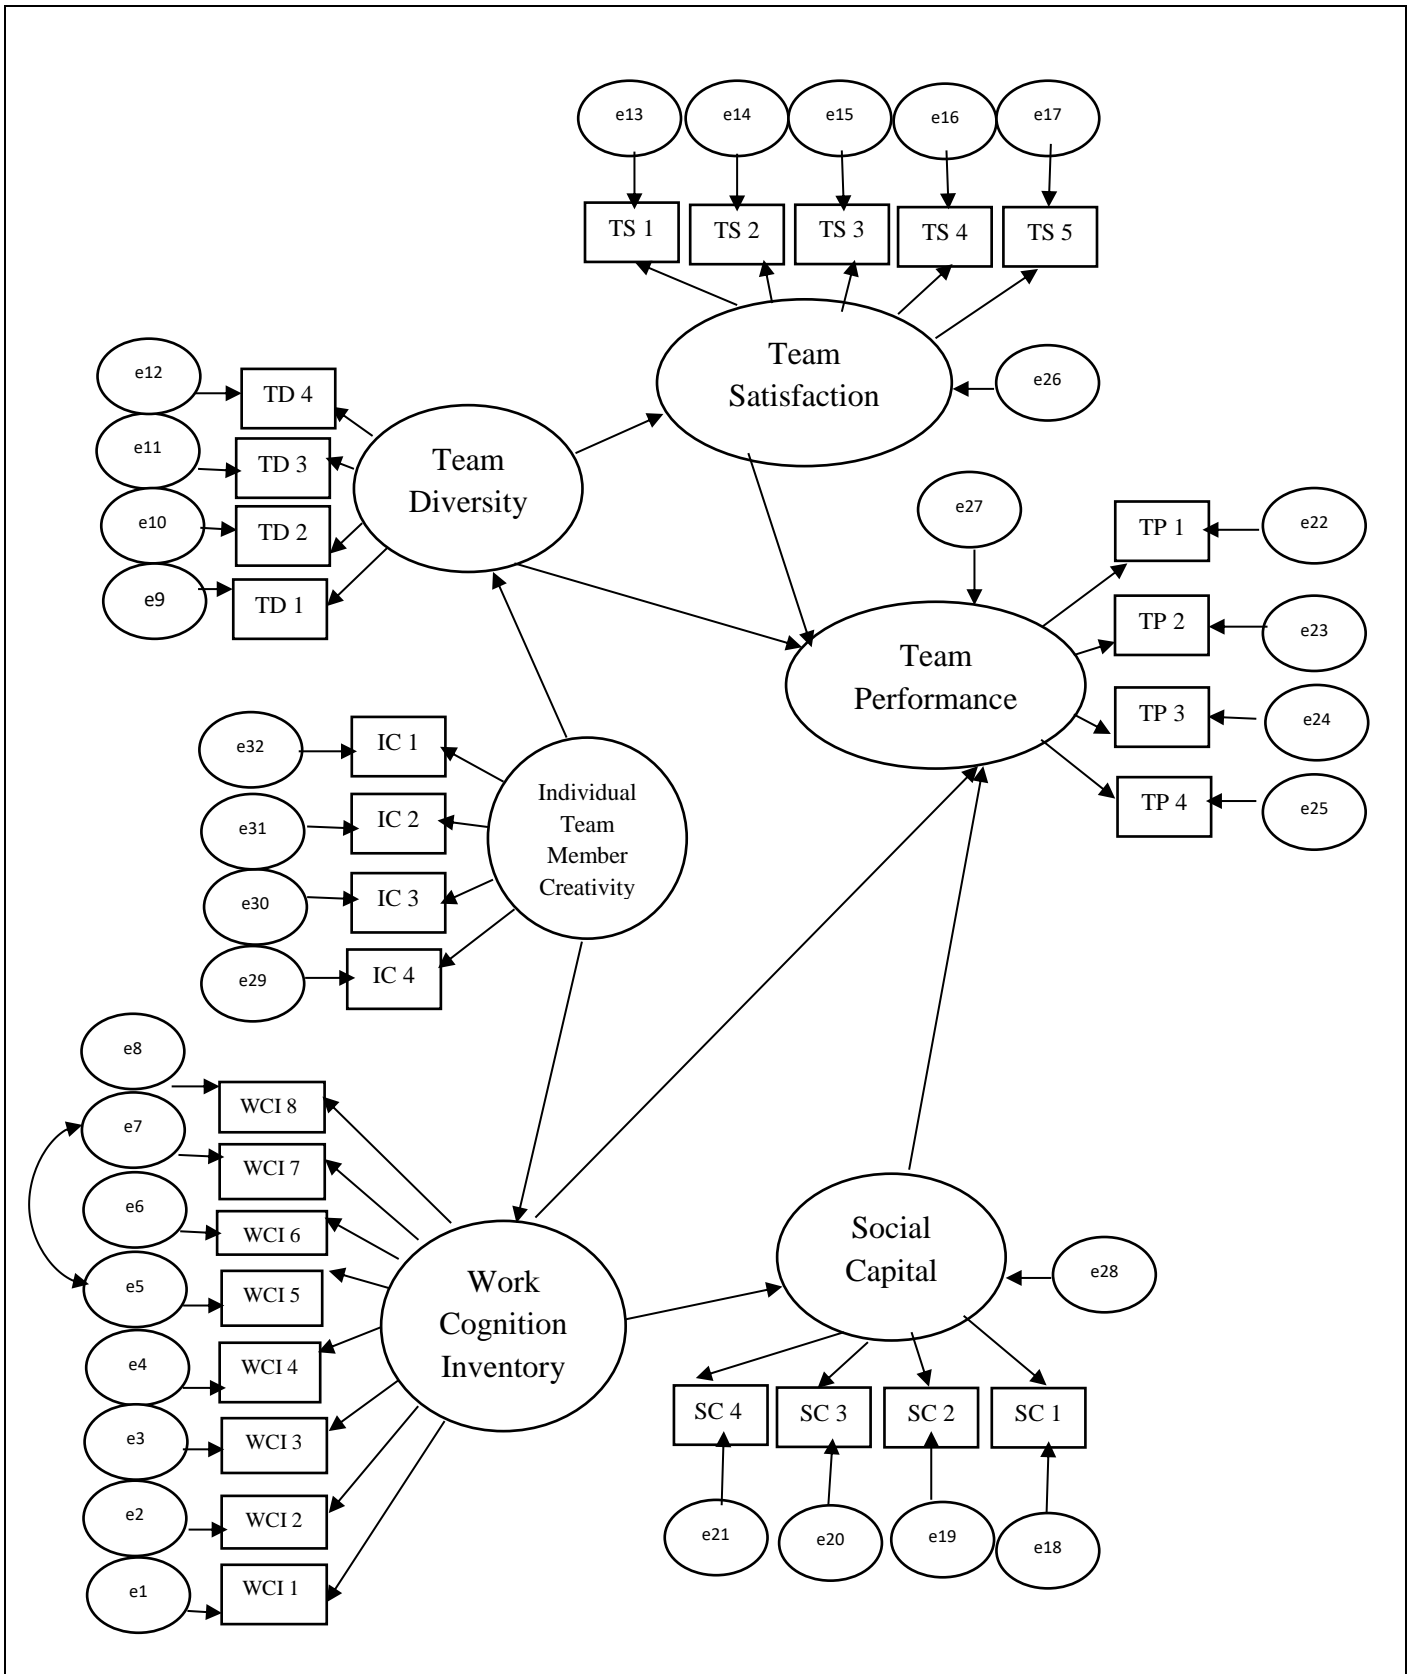 e13
e14
e15
e16
e17
TS 1
TS 2
TS 3
TS 4
TS 5
Team
Satisfaction
e26
e12
TD 4
e11
TD 3
e10
TD 2
e9
TD 1
Team
Diversity
e27
TP 1
e22
TP 2
e23
TP 3
e24
TP 4
e25
Team
Performance
e32
IC 1
e31
IC 2
e30
IC 3
e29
IC 4
Individual
Team
Member
Creativity
e8
WCI 8
e7
WCI 7
e6
WCI 6
e5
WCI 5
e4
WCI 4
e3
WCI 3
e2
WCI 2
e1
WCI 1
Work
Cognition
Inventory
Social
Capital
e28
SC 4
SC 3
SC 2
SC 1
e21
e20
e19
e18